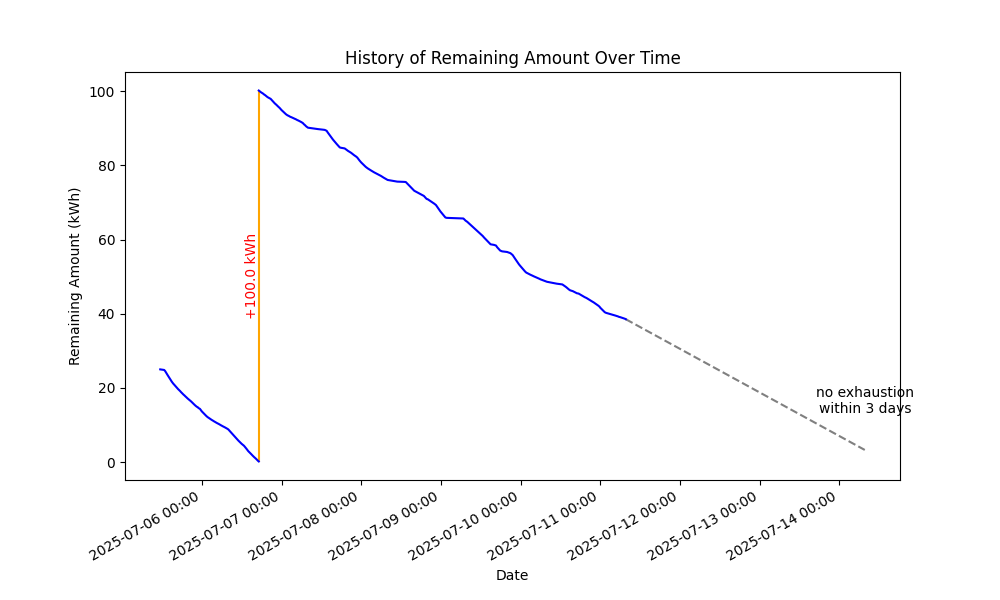 History of Remaining Amount Over Time
Remaining Amount (kWh)
100
80
60
40
20
0
+100.0 kWh
no exhaustion
within 3 days
2025-07-06 00:00
2025-07-07 00:00
2025-07-08 00:00
2025-07-09 00:00
2025-07-10 00:00
2025-07-11 00:00
2025-07-12 00:00
2025-07-13 00:00
2025-07-14 00:00
Date